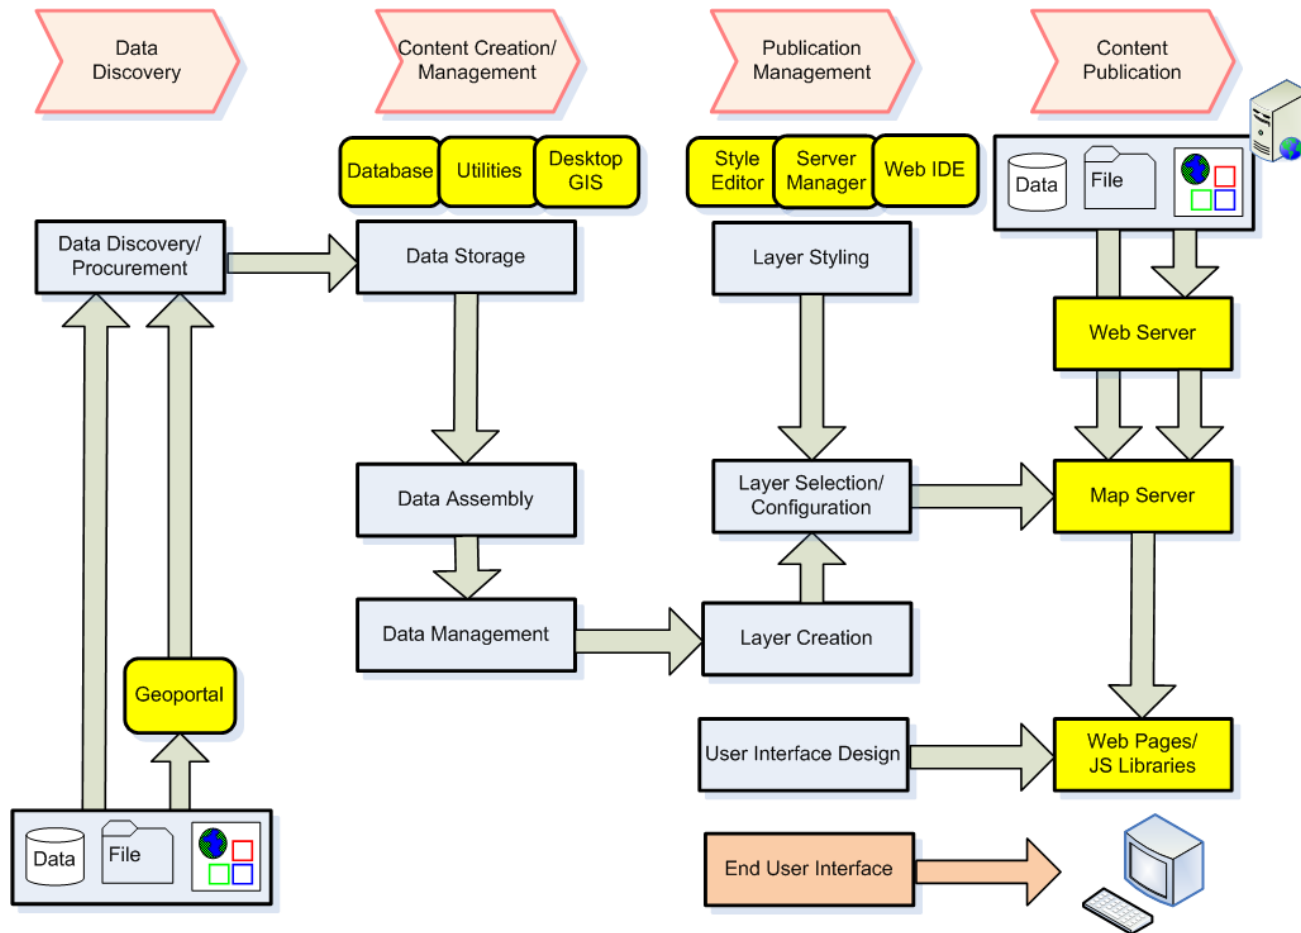 Data
Discovery
Content Creation/
Management
Publication
Management
Content
Publication
Database
Utilities
Desktop
GIS
Style
Editor
Server
Manager
Web IDE
Data
File
Data Discovery/
Procurement
Data Storage
Layer Styling
Web Server
Data Assembly
Layer Selection/
Configuration
Map Server
Data Management
Layer Creation
Geoportal
User Interface Design
Web Pages/
JS Libraries
Data
File
End User Interface